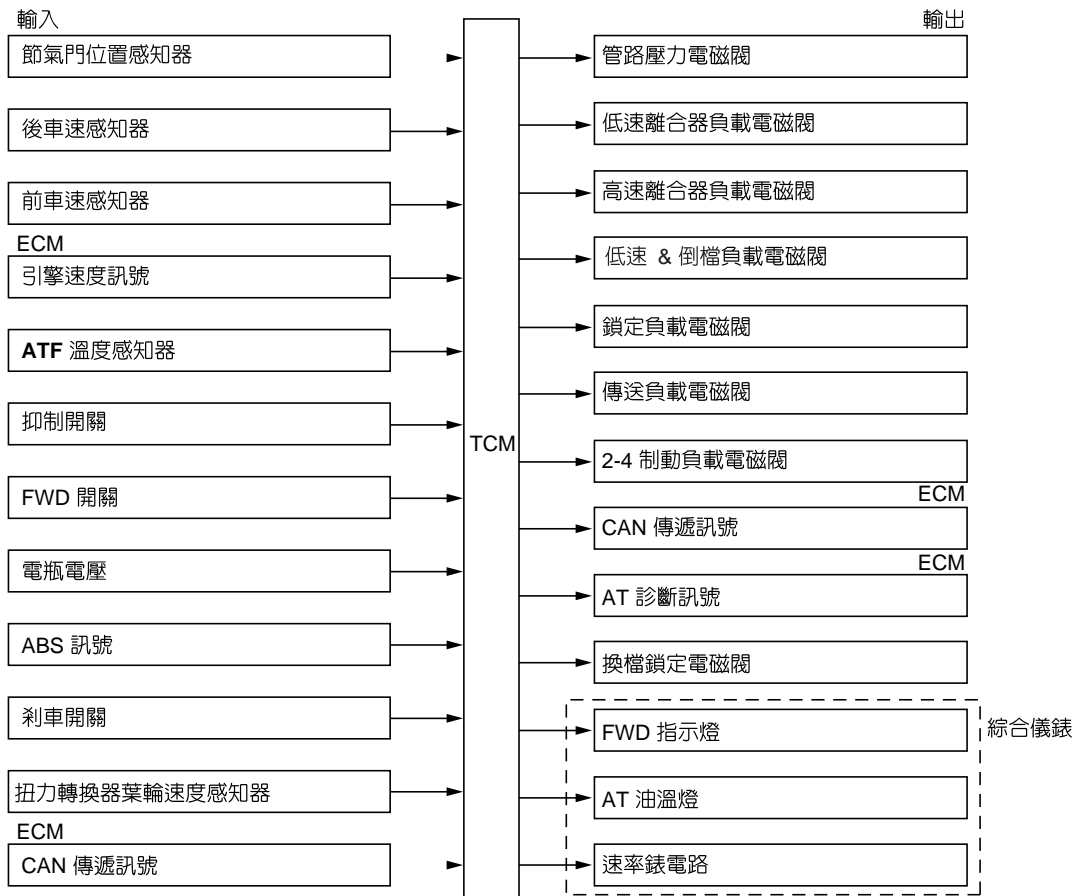 輸入
節氣門位置感知器
後車速感知器
前車速感知器
ECM
引擎速度訊號
ATF 溫度感知器
抑制開關
FWD 開關
電瓶電壓
ABS 訊號
剎車開關
扭力轉換器葉輪速度感知器
ECM
CAN 傳遞訊號
TCM
輸出
管路壓力電磁閥
低速離合器負載電磁閥
高速離合器負載電磁閥
低速 & 倒檔負載電磁閥
鎖定負載電磁閥
傳送負載電磁閥
2-4 制動負載電磁閥
ECM
CAN 傳遞訊號
ECM
AT 診斷訊號
換檔鎖定電磁閥
FWD 指示燈
綜合儀錶
AT 油溫燈
速率錶電路